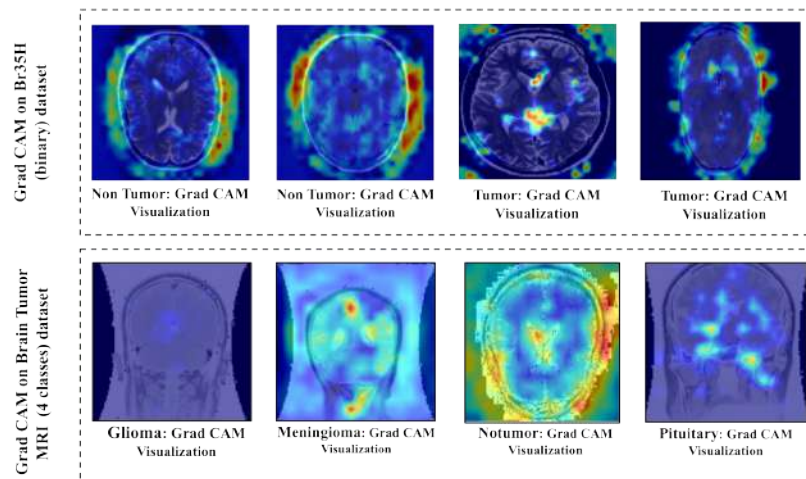 Grad CAM on Br35H
(binary) dataset
Non Tumor: Grad CAM
Visualization
Non Tumor: Grad CAM
Visualization
Tumor: Grad CAM
Visualization
Tumor: Grad CAM
Visualization
Grad CAM on Brain Tumor
MRI (4 classes) dataset
Glioma: Grad CAM
Visualization
Meningioma: Grad CAM
Visualization
Notumor: Grad CAM
Visualization
Pituitary: Grad CAM
Visualization